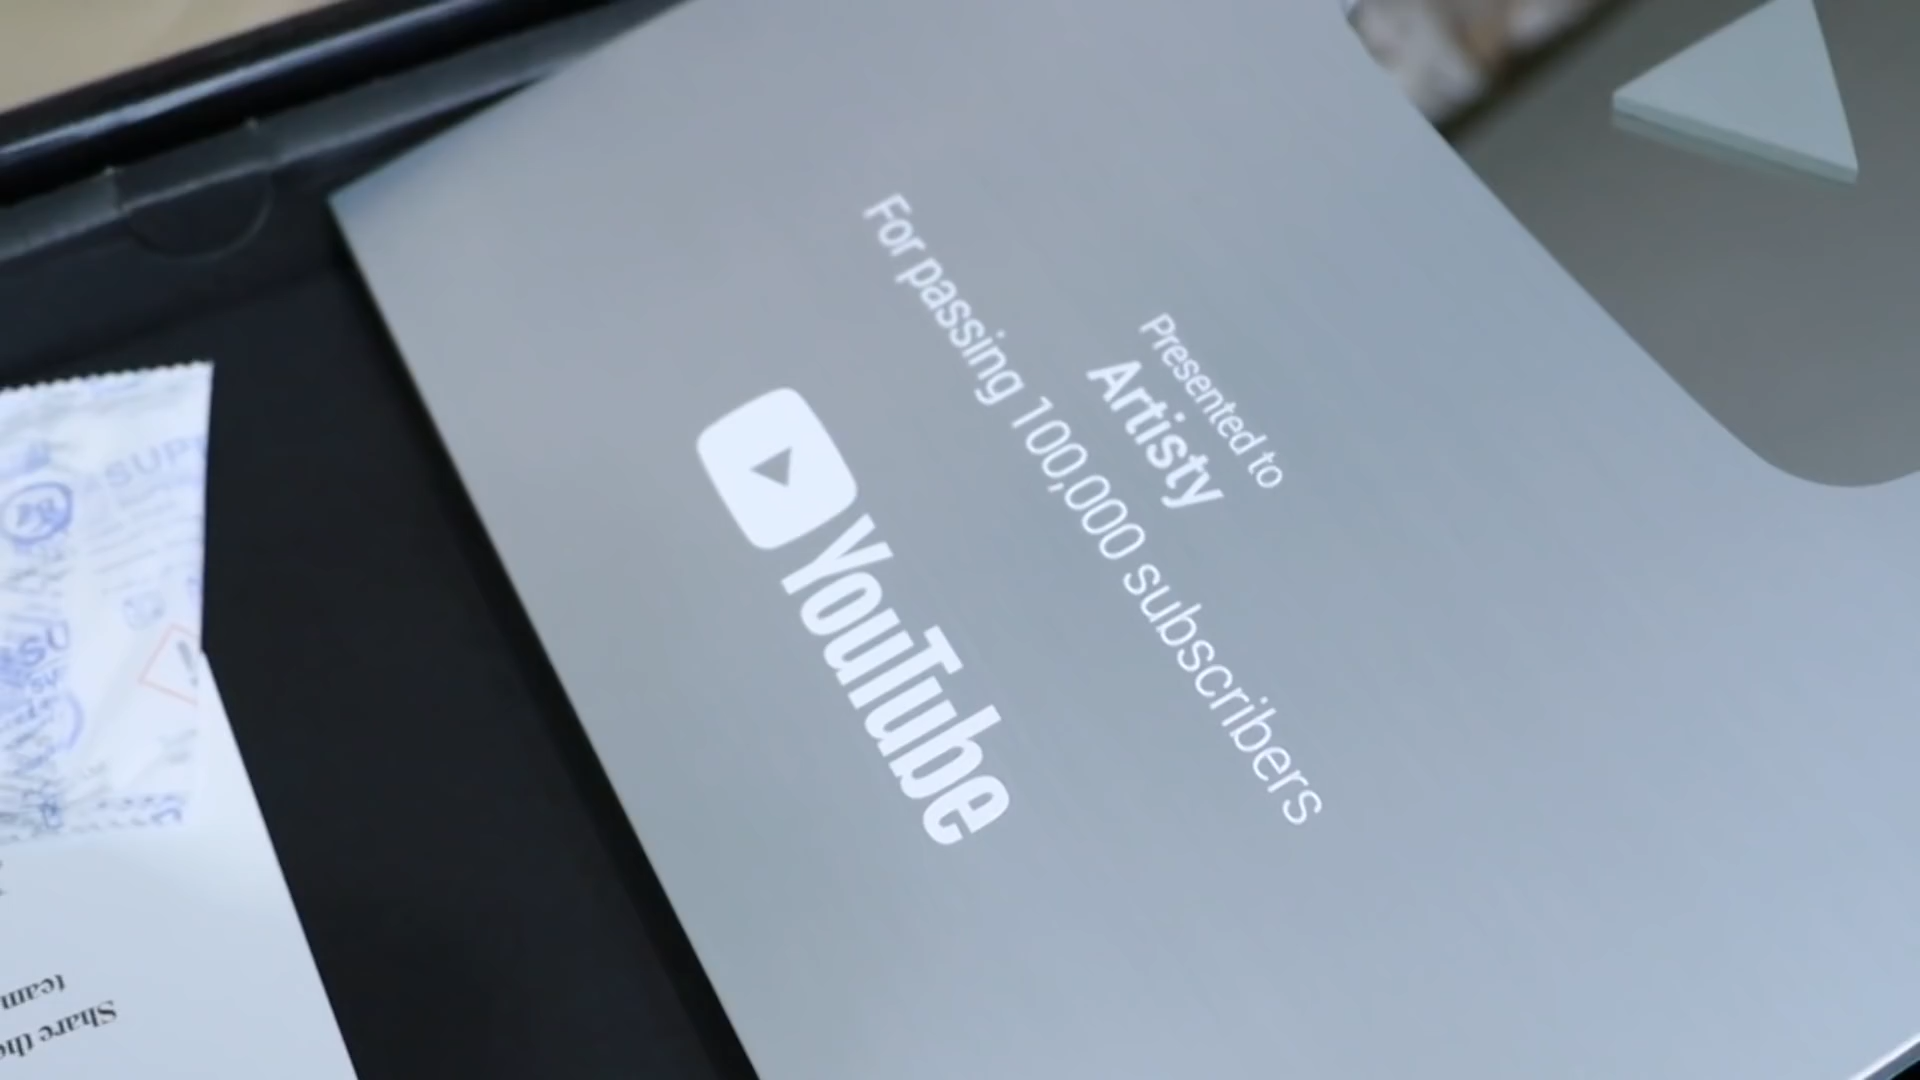 Presented to
Artisty
For passing 100,000 subscribers
YouTube
Share the
team